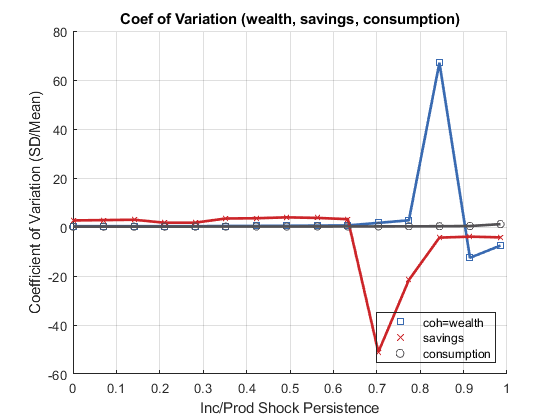 Coef of Variation (wealth, savings, consumption)
Coefficient of Variation (SD/Mean)
80
60
40
20
0
-20
-40
-60
coh=wealth
savings
consumption
0 0.1 0.2 0.3 0.4 0.5 0.6 0.7 0.8 0.9 1
Inc/Prod Shock Persistence